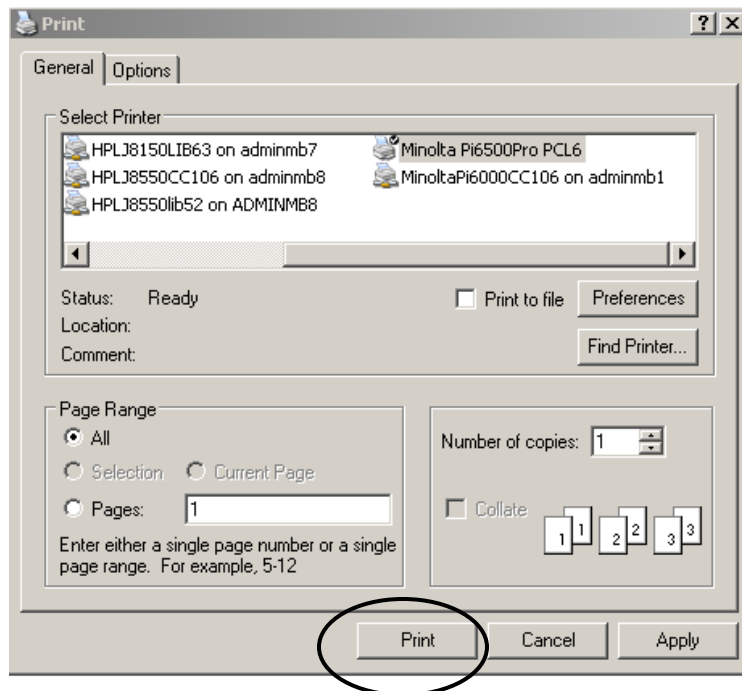 Print
General Options
Select Printer
HPLJ8150LIB63 on adminmb7
HPLJ8550CC106 on adminmb8
HPLJ8550lib52 on ADMINMB8
Minolta Pi6500Pro PCL6
MinoltaPi6000CC106 on adminmb1
Status: Ready
Location:
Comment:
Print to file
Preferences
Find Printer...
Page Range
All
Selection Current Page
Pages: 1
Enter either a single page number or a single
page range. For example, 5-12
Number of copies: 1
Collate
1 1 2 2 3 3
Print Cancel Apply